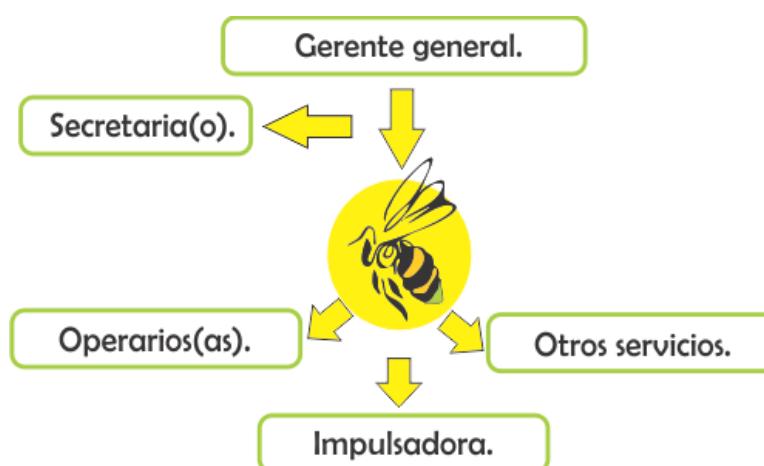 Gerente general.
Secretaria(o).
Operarios(as).
Otros servicios.
Impulsadora.